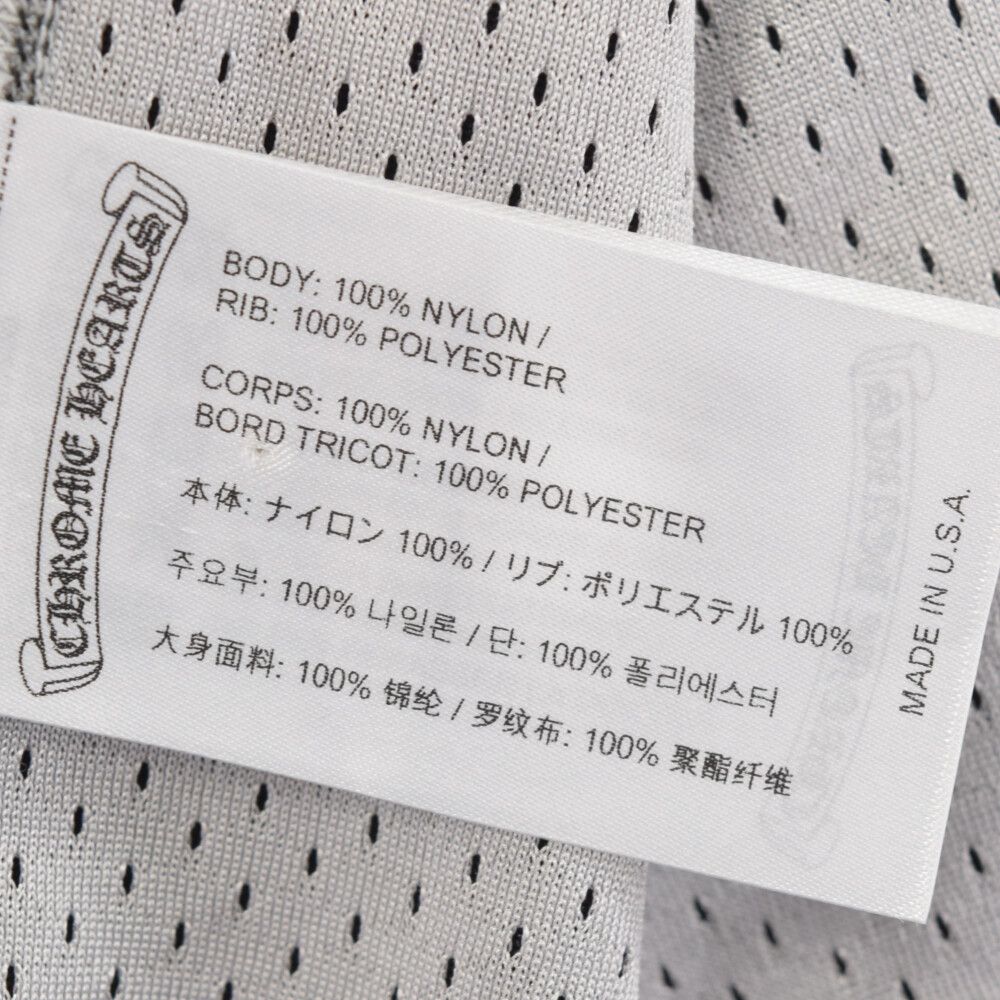 CHROME HEARTS
BODY: 100% NYLON /
RIB: 100% POLYESTER
CORPS: 100% NYLON /
BORD TRICOT: 100% POLYESTER
本体: ナイロン 100% / リブ: ポリエステル 100%
주요부: 100% 나일론 / 단: 100% 폴리에스터
大身面料: 100% 锦纶 / 罗纹布: 100% 聚酯纤维
MADE IN U.S.A.